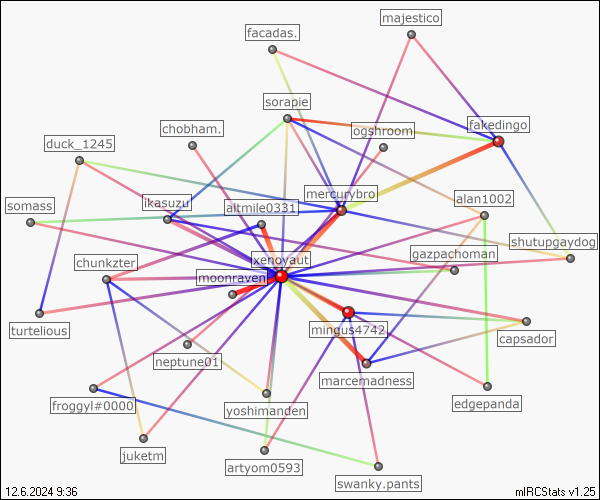 majestico
facadas.
sorapie
chobham.
ogshroom
fakedingo
duck_1245
mercurybro
alan1002
somass
ikasuzu
altmile0331
shutupgaydog
gazpachoman
xenoyaut
chunkzter
moonraven
turtelious
mingus4742
capsador
neptune01
marcemadness
froggyl#0000
yoshimanden
edgepanda
juketm
artyom0593
swanky.pants
12.6.2024 9:36
mIRCStats v1.25